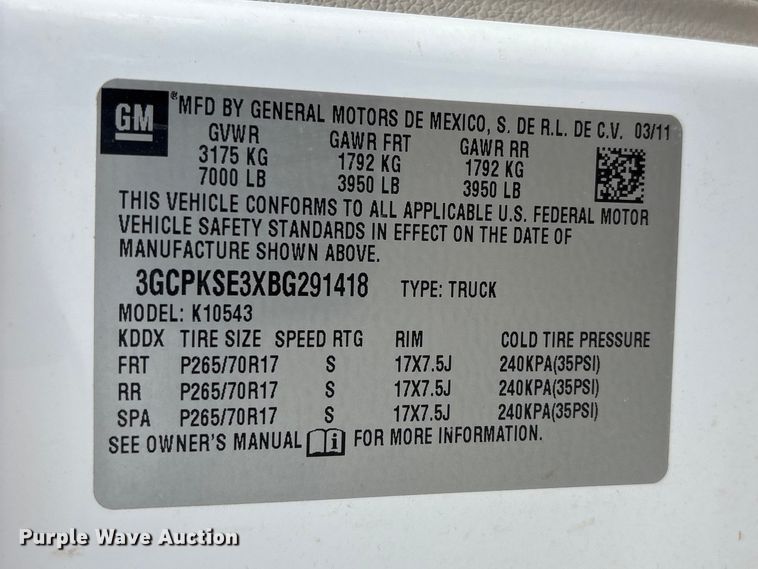 GM
®MFD BY GENERAL MOTORS DE MEXICO, S. DE R.L. DE C.V. 03/11
GVWR GAWR FRT GAWR RR
3175 KG 1792 KG 1792 KG
7000 LB 3950 LB 3950 LB
THIS VEHICLE CONFORMS TO ALL APPLICABLE U.S. FEDERAL MOTOR
VEHICLE SAFETY STANDARDS IN EFFECT ON THE DATE OF
MANUFACTURE SHOWN ABOVE.
3GCPKSE3XBG291418 TYPE: TRUCK
MODEL: K10543
KDDX TIRE SIZE SPEED RTG RIM COLD TIRE PRESSURE
FRT P265/70R17 S 17X7.5J 240KPA(35PSI)
RR P265/70R17 S 17X7.5J 240KPA(35PSI)
SPA P265/70R17 S 17X7.5J 240KPA(35PSI)
SEE OWNER'S MANUAL FOR MORE INFORMATION.
Purple Wave Auction